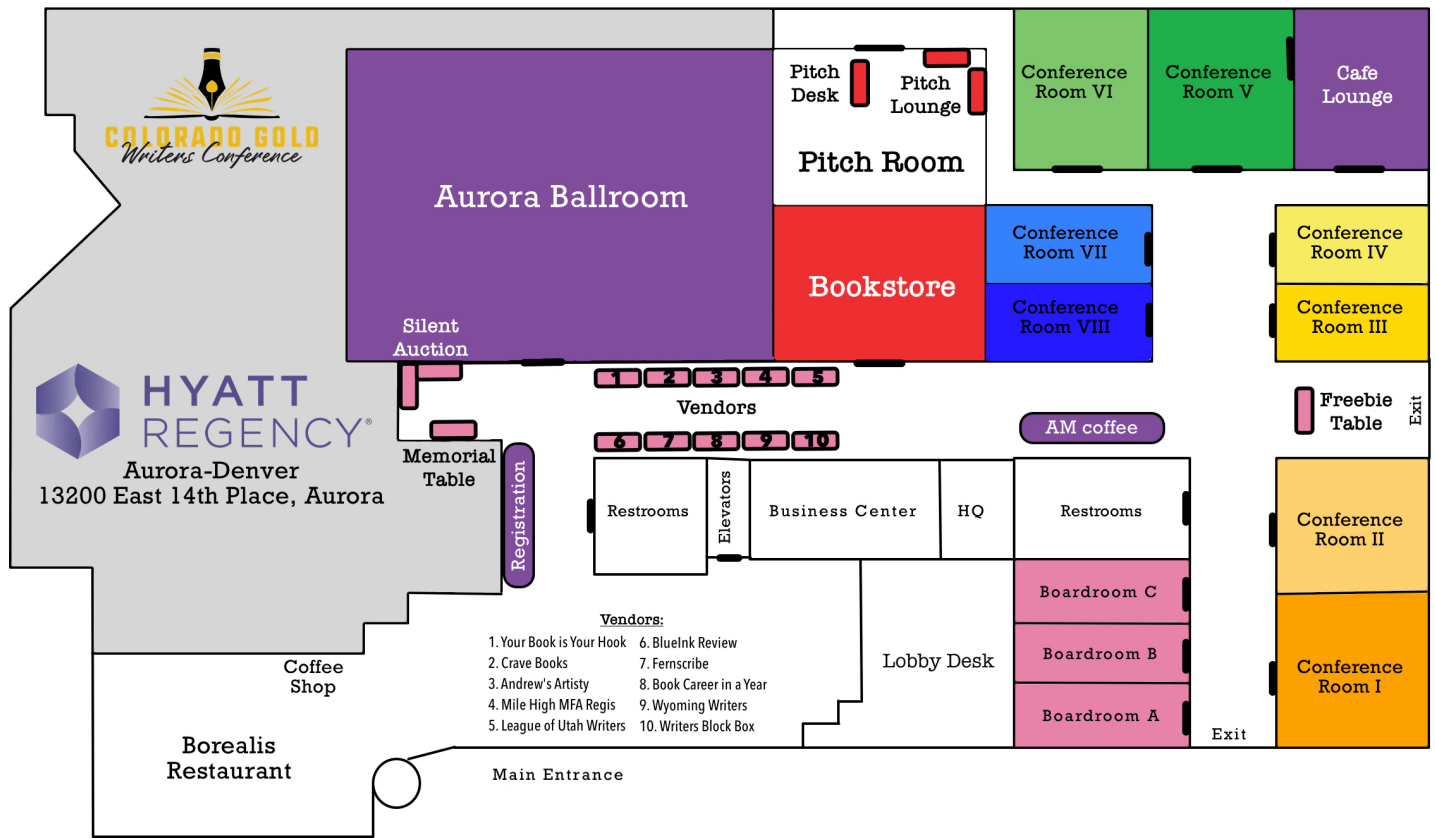 COLORADO GOLD
Writers Conference
HYATT
REGENCY®
Aurora-Denver
13200 East 14th Place, Aurora
Aurora Ballroom
Silent
Auction
Pitch
Desk
Pitch
Lounge
Pitch Room
Bookstore
Conference
Room VI
Conference
Room V
Cafe
Lounge
Conference
Room VII
Conference
Room VIII
Conference
Room IV
Conference
Room III
1 2 3 4 5
Vendors
6 7 8 9 10
AM coffee
Freebie
Table
Exit
Memorial
Table
Registration
Restrooms
Elevators
Business Center
HQ
Restrooms
Conference
Room II
Boardroom C
Boardroom B
Boardroom A
Conference
Room I
Lobby Desk
Exit
Vendors:
1. Your Book is Your Hook
2. Crave Books
3. Andrew's Artisty
4. Mile High MFA Regis
5. League of Utah Writers
6. BlueInk Review
7. Fernscribe
8. Book Career in a Year
9. Wyoming Writers
10. Writers Block Box
Coffee
Shop
Borealis
Restaurant
Main Entrance